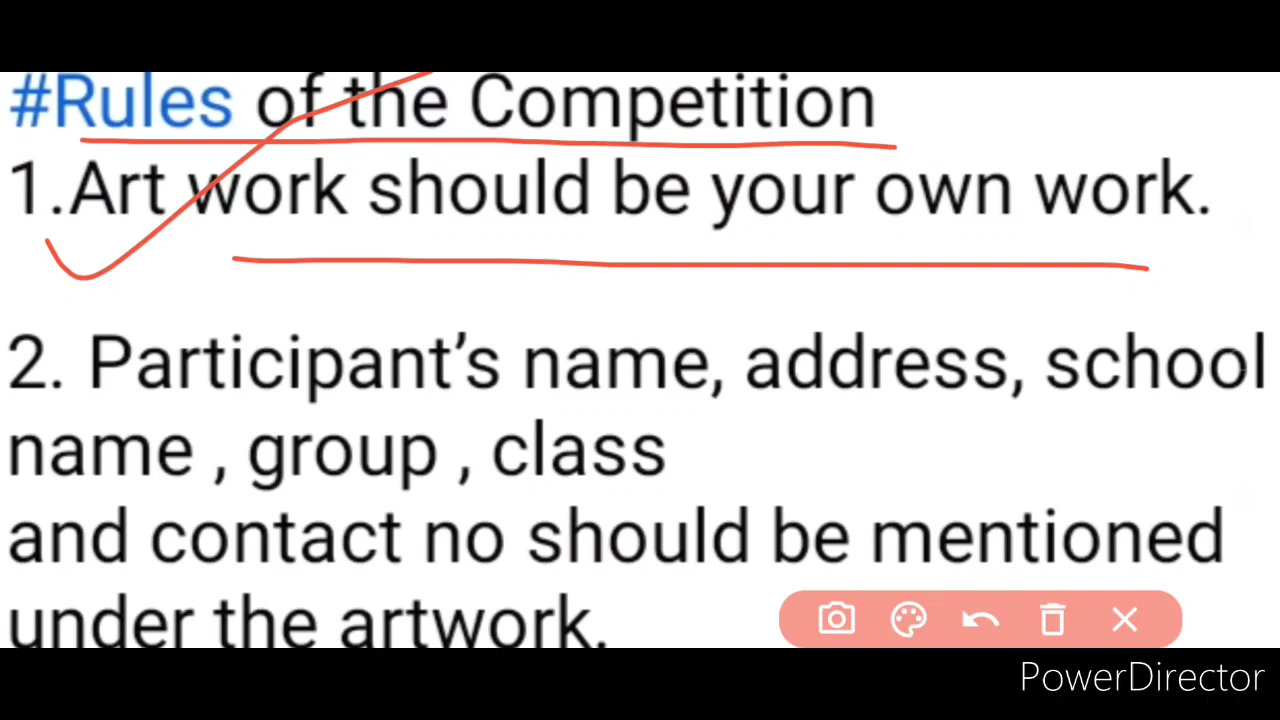 #Rules of the Competition
1.Art work should be your own work.
2. Participant’s name, address, school
name , group , class
and contact no should be mentioned
under the artwork.
PowerDirector